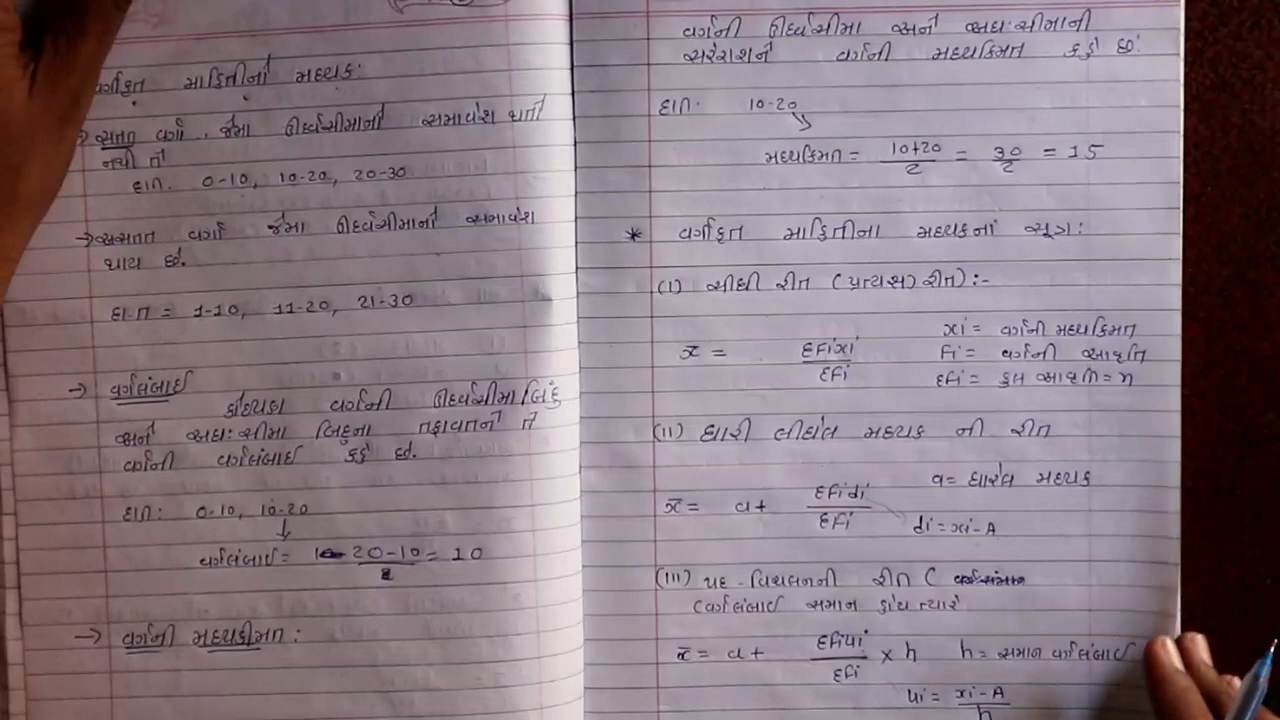 વર્ગીકૃત માહિતીનો મધ્યક:
→ સતત વર્ગો જેમા ઊર્ધ્વસીમાનો સમાવેશ થતો
નથી તો
દા.ત. 0-10, 10-20, 20-30
→ અસતત વર્ગો જેમા ઊર્ધ્વસીમાનો સમાવેશ
થાય છે.
દા.ત = 1-10, 11-20, 21-30
→ વર્ગલંબાઈ
કોઇપણ વર્ગની ઊર્ધ્વસીમા બિંદુ
અને અધઃસીમા બિંદુના તફાવતને તે
વર્ગની વર્ગલંબાઈ કહે છે.
દા.ત: 0-10, 10-20
↓
વર્ગલંબાઈ = 20-10 = 10
2
→ વર્ગની મધ્યકીમત :
વર્ગની ઊર્ધ્વસીમા અને અધઃસીમાની
સરેરાશને વર્ગની મધ્યકિમત કહે છે:
દા.ત. 10-20
મધ્યકિમત = 10+20/2 = 30/2 = 15
* વર્ગીકૃત માહિતીના મધ્યકનાં સૂત્ર:
(I) સીધી રીત (પ્રત્યક્ષ) રીત) :-
xi = વર્ગની મધ્યકિમત
x̄ = Σfixi/Σfi fi = વર્ગની આવૃત્તિ
Σfi = કુલ આવૃત્તિ = n
(II) ધારી લીધેલ મધ્યક ની રીત
a = ધારેલ મધ્યક
x̄ = a + Σfidi/Σfi di = xi - A
(III) પદ-વિચલનની રીત (
(વર્ગલંબાઈ સમાન હોય ત્યારે
x̄ = a + Σfiui/Σfi × h h = સમાન વર્ગલંબાઈ
ui = xi - A/h